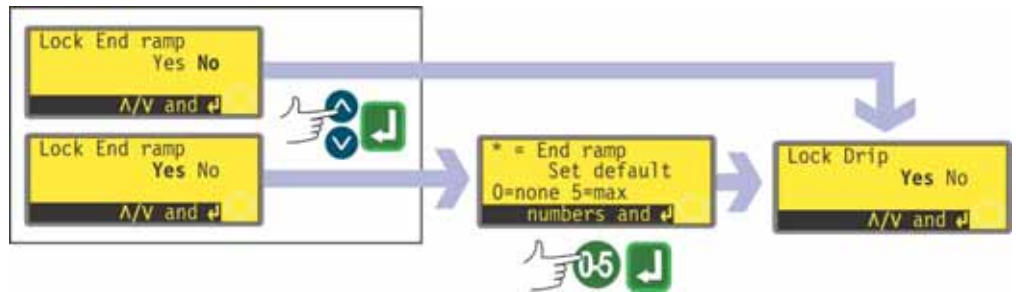 Lock End ramp
Yes No
∧/∨ and ↵
Lock End ramp
Yes No
∧/∨ and ↵
* = End ramp
Set default
0=none 5=max
numbers and ↵
0-5
Lock Drip
Yes No
∧/∨ and ↵